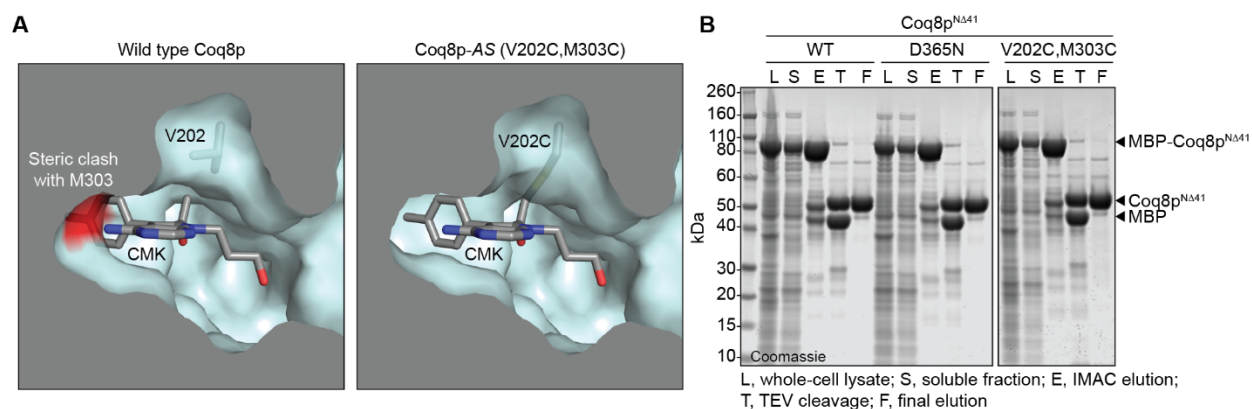 A
Wild type Coq8p
V202
Steric clash
with M303
CMK
Coq8p-AS (V202C,M303C)
V202C
CMK
B
Coq8pᴺΔ⁴¹
WT D365N V202C,M303C
L S E T F L S E T F L S E T F
kDa
260
160
110
80
60
50
40
30
20
15
10
Coomassie
MBP-Coq8pᴺΔ⁴¹
Coq8pᴺΔ⁴¹
MBP
L, whole-cell lysate; S, soluble fraction; E, IMAC elution;
T, TEV cleavage; F, final elution